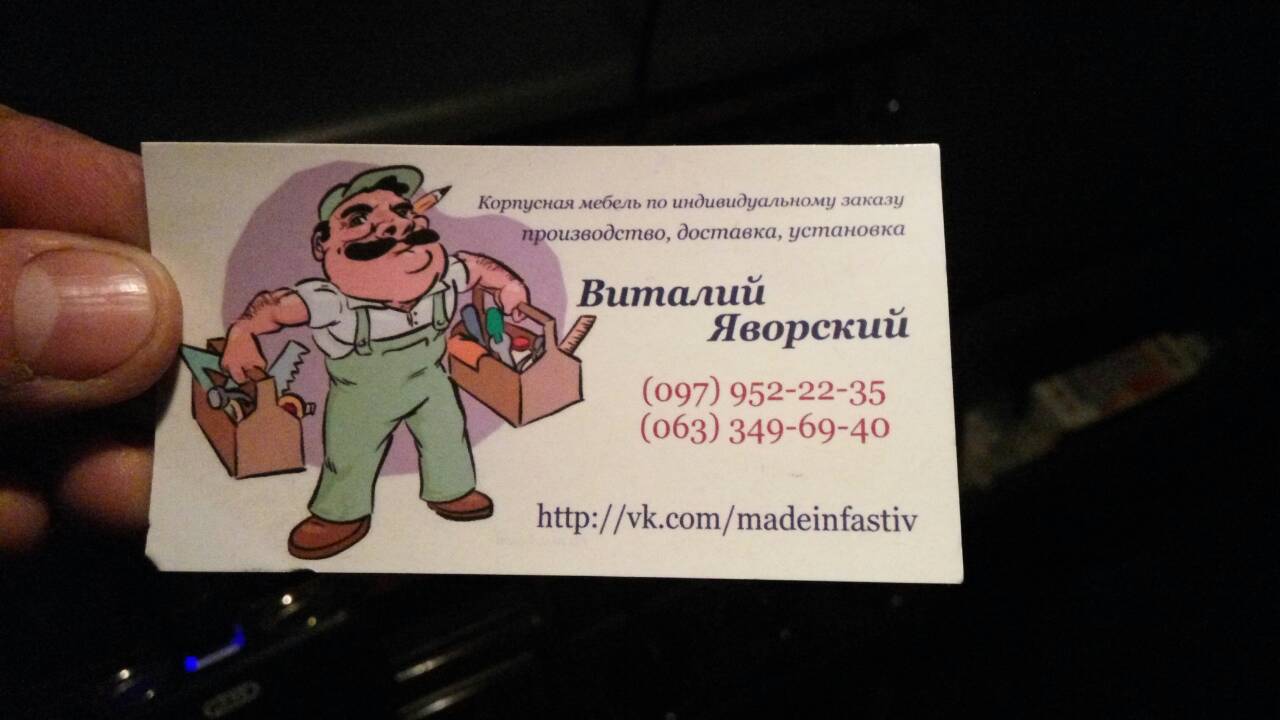 Корпусная мебель по индивидуальному заказу
производство, доставка, установка
Виталий
Яворский
(097) 952-22-35
(063) 349-69-40
http://vk.com/madeinfastiv